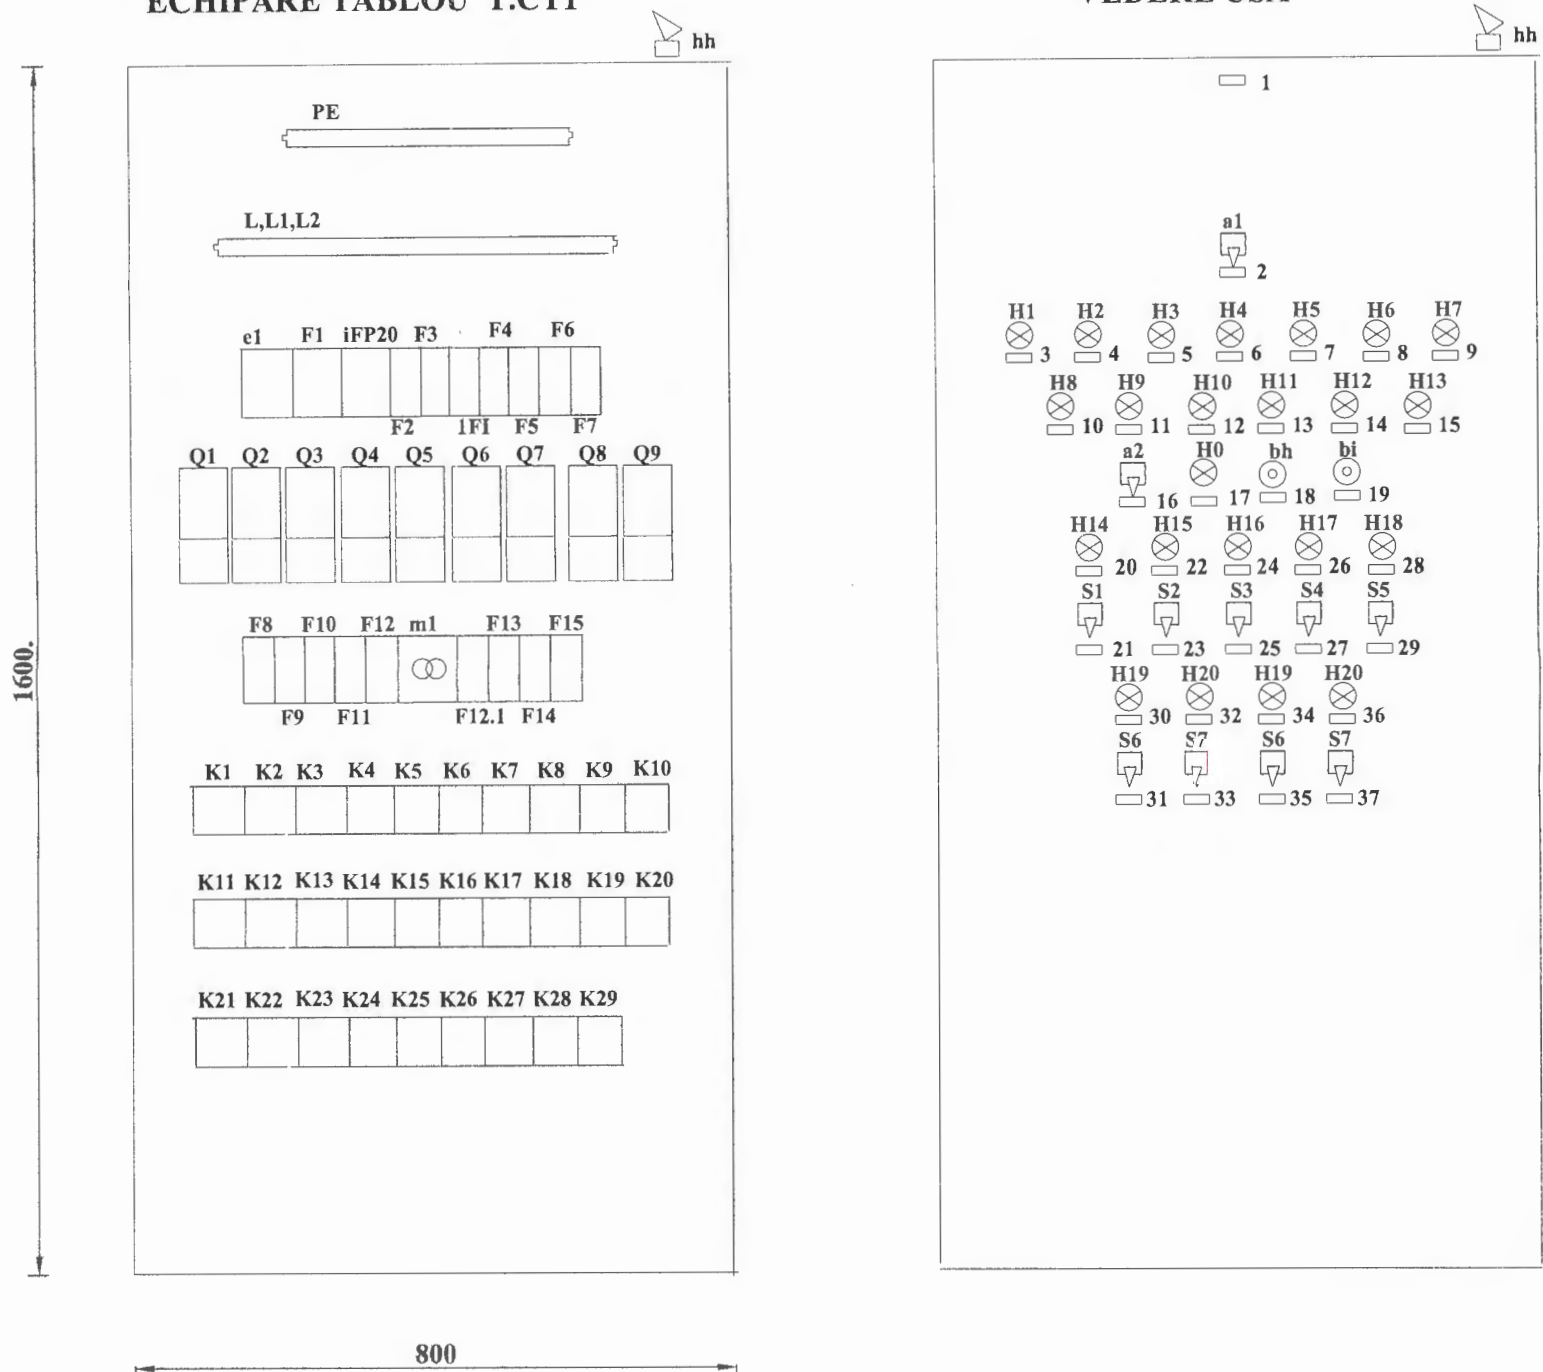 ECHIPARE TABLOU T.CT1
hh
PE
L,L1,L2
e1 F1 iFP20 F3 F4 F6
F2 1FI F5 F7
Q1 Q2 Q3 Q4 Q5 Q6 Q7 Q8 Q9
F8 F10 F12 m1 F13 F15
F9 F11 F12.1 F14
K1 K2 K3 K4 K5 K6 K7 K8 K9 K10
K11 K12 K13 K14 K15 K16 K17 K18 K19 K20
K21 K22 K23 K24 K25 K26 K27 K28 K29
1600.
800
VEDERE USA
hh
1
a1
2
H1 H2 H3 H4 H5 H6 H7
3 4 5 6 7 8 9
H8 H9 H10 H11 H12 H13
10 11 12 13 14 15
a2 H0 bh bi
16 17 18 19
H14 H15 H16 H17 H18
20 22 24 26 28
S1 S2 S3 S4 S5
21 23 25 27 29
H19 H20 H19 H20
30 32 34 36
S6 S7 S6 S7
31 33 35 37